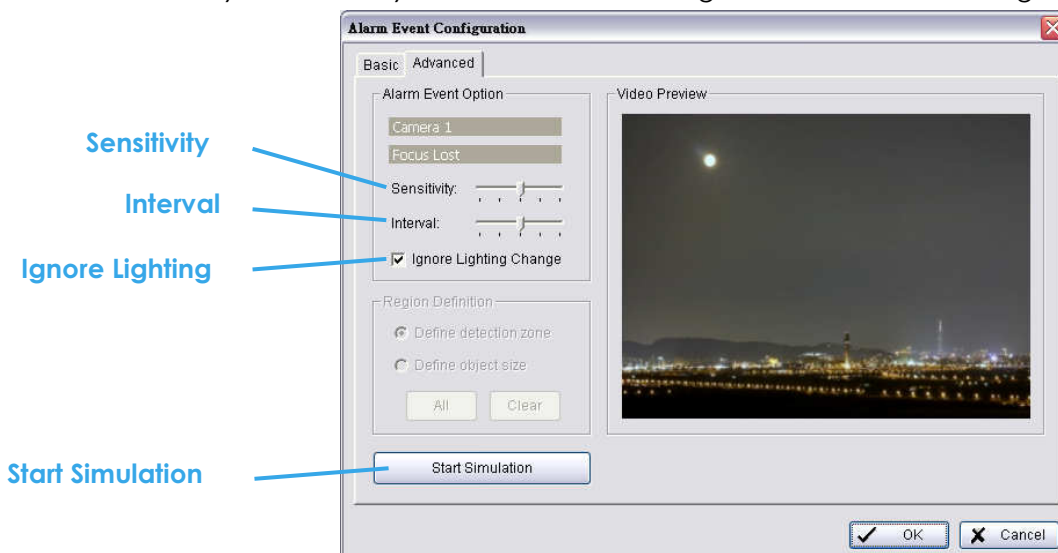 Alarm Event Configuration
Basic Advanced
Alarm Event Option
Video Preview
Camera 1
Focus Lost
Sensitivity
Sensitivity:
Interval
Interval:
Ignore Lighting
Ignore Lighting Change
Region Definition
Define detection zone
Define object size
All Clear
Start Simulation
Start Simulation
OK Cancel